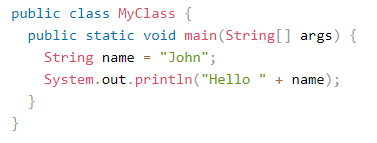 public class MyClass {
  public static void main(String[] args) {
    String name = "John";
    System.out.println("Hello " + name);
  }
}